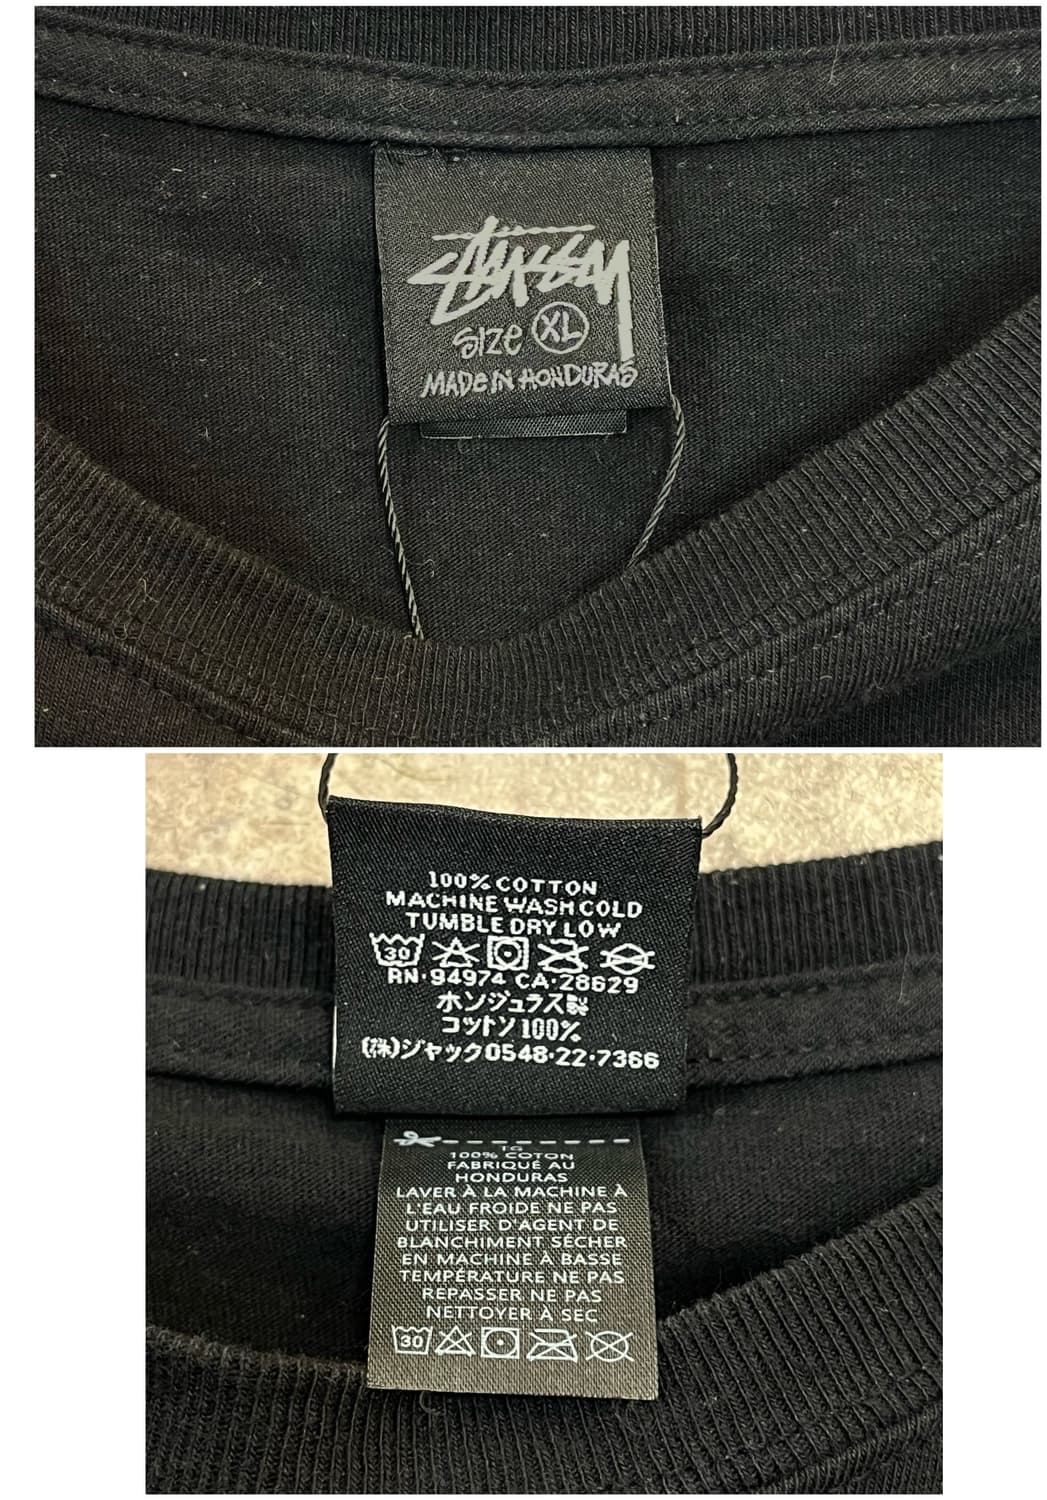 Stüssy
size XL
MADE IN HONDURAS
100% COTTON
MACHINE WASH COLD
TUMBLE DRY LOW
30
RN·94974 CA·28629
ホンジュラス製
コットン100%
(株)ジャック0548·22·7366
1G
100% COTON
FABRIQUÉ AU
HONDURAS
LAVER À LA MACHINE À
L'EAU FROIDE NE PAS
UTILISER D'AGENT DE
BLANCHIMENT SÉCHER
EN MACHINE À BASSE
TEMPÉRATURE NE PAS
REPASSER NE PAS
NETTOYER À SEC
30